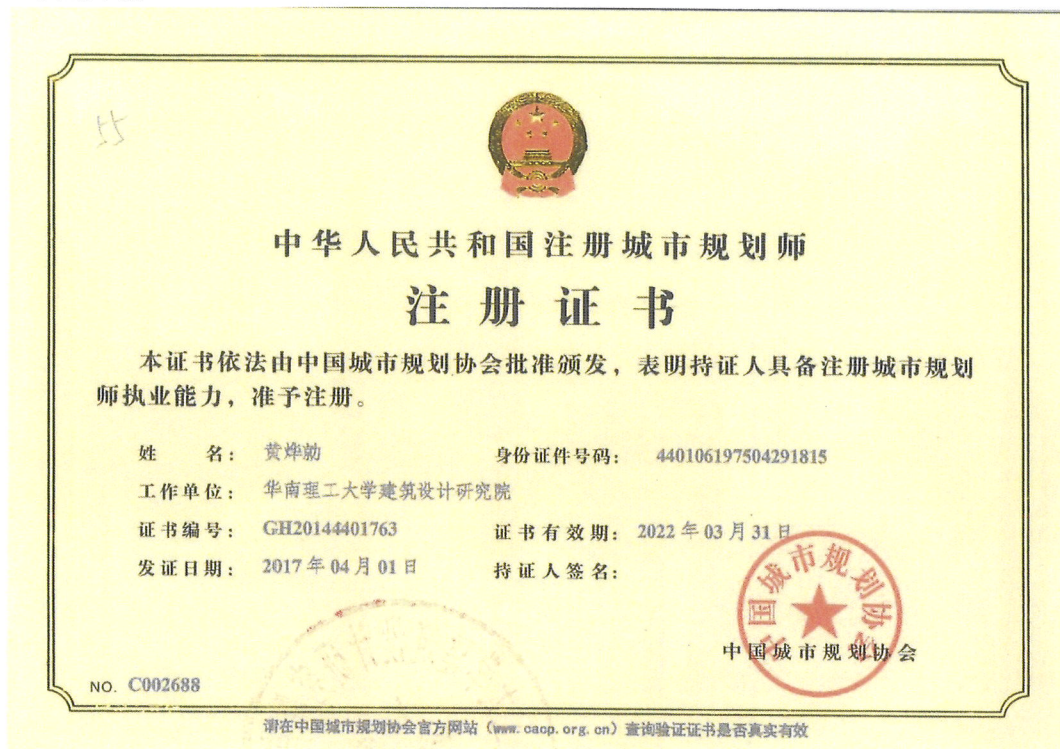 55
中华人民共和国注册城市规划师
注册证书
本证书依法由中国城市规划协会批准颁发，表明持证人具备注册城市规划
师执业能力，准予注册。
姓 名： 黄烨勍 身份证件号码： 440106197504291815
工作单位： 华南理工大学建筑设计研究院
证书编号： GH20144401763 证书有效期： 2022年03月31日
发证日期： 2017年04月01日 持证人签名：
中国城市规划协会
中国城市规划协会
NO. C002688
请在中国城市规划协会官方网站（www.cacp.org.cn）查询验证证书是否真实有效